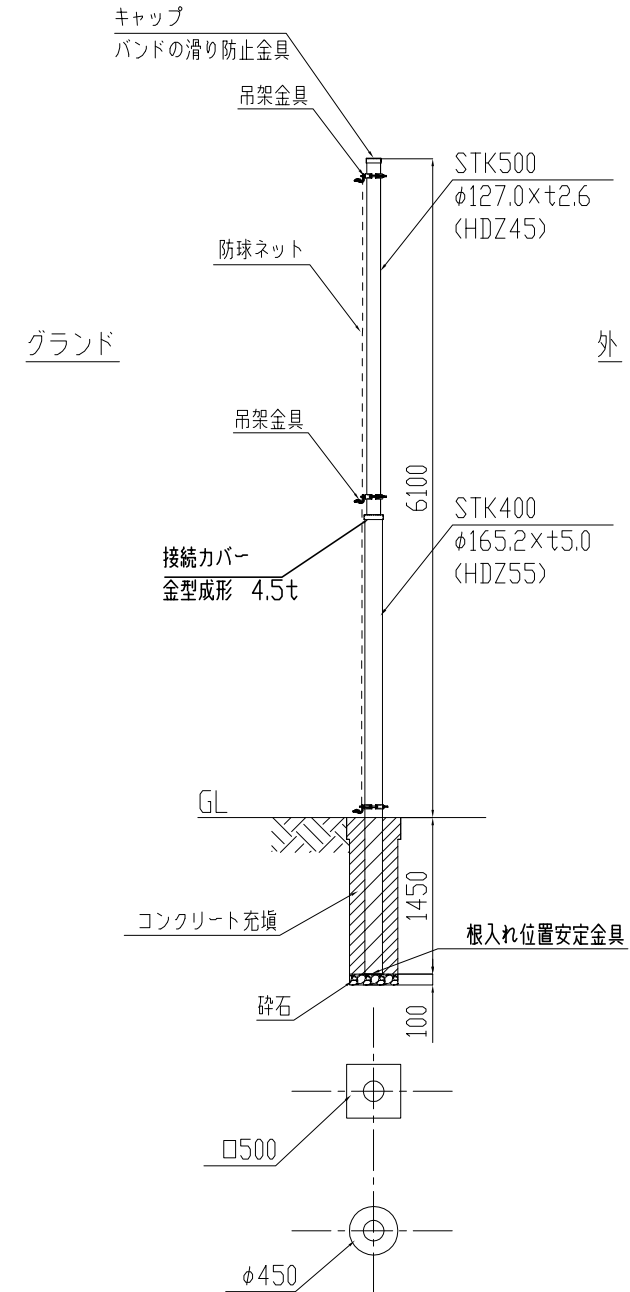 キャップ
バンドの滑り防止金具
吊架金具
STK500
φ127.0×t2.6
(HDZ45)
防球ネット
グランド
外
吊架金具
6100
STK400
φ165.2×t5.0
(HDZ55)
接続カバー
金型成形 4.5t
GL
1450
コンクリート充塡
根入れ位置安定金具
砕石
100
□500
φ450